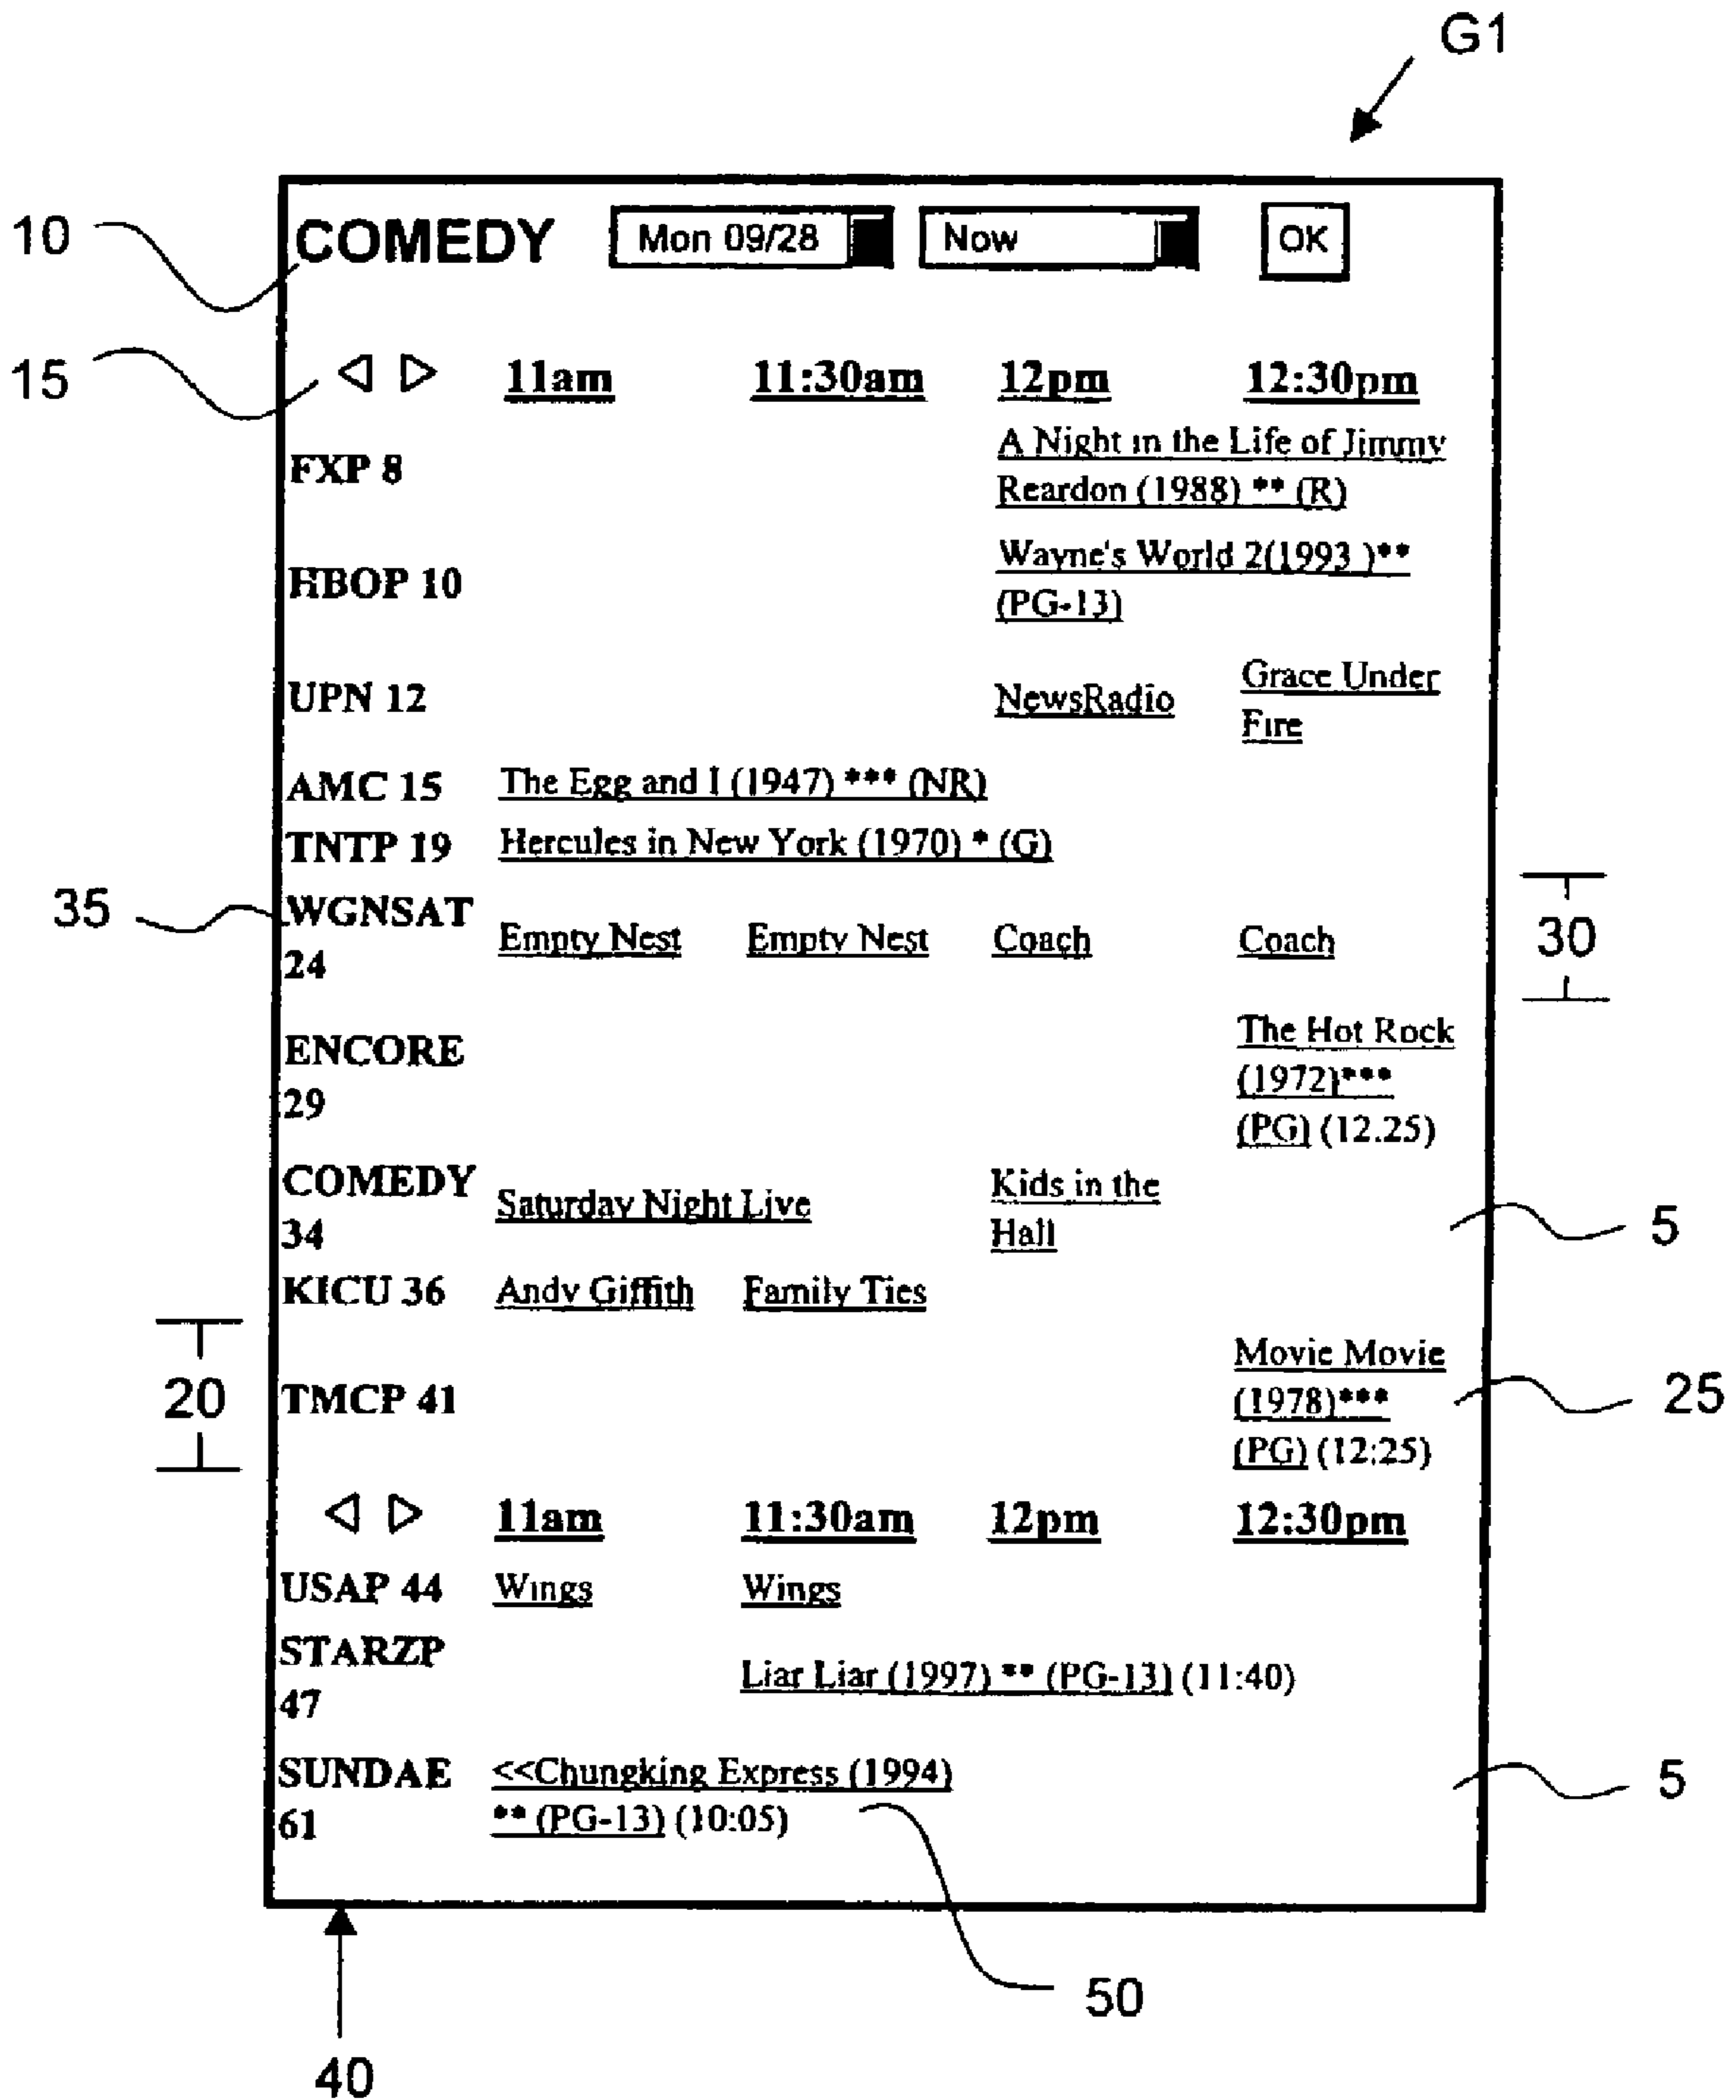 G1
10
COMEDY Mon 09/28 Now OK
15
11am 11:30am 12pm 12:30pm
FXP 8
A Night in the Life of Jimmy
Reardon (1988) ** (R)
HBOP 10
Wayne's World 2(1993 )**
(PG-13)
UPN 12
NewsRadio
Grace Under
Fire
AMC 15 The Egg and I (1947) *** (NR)
TNTP 19 Hercules in New York (1970) * (G)
35
WGNSAT
24
Empty Nest Empty Nest Coach Coach
30
ENCORE
29
The Hot Rock
(1972)***
(PG) (12.25)
COMEDY
34
Saturday Night Live
Kids in the
Hall
5
KICU 36 Andy Giffith Family Ties
20
TMCP 41
Movie Movie
(1978)***
(PG) (12:25)
25
11am 11:30am 12pm 12:30pm
USAP 44 Wings Wings
STARZP
47
Liar Liar (1997) ** (PG-13) (11:40)
SUNDAE
61
<<Chungking Express (1994)
** (PG-13) (10:05)
5
50
40